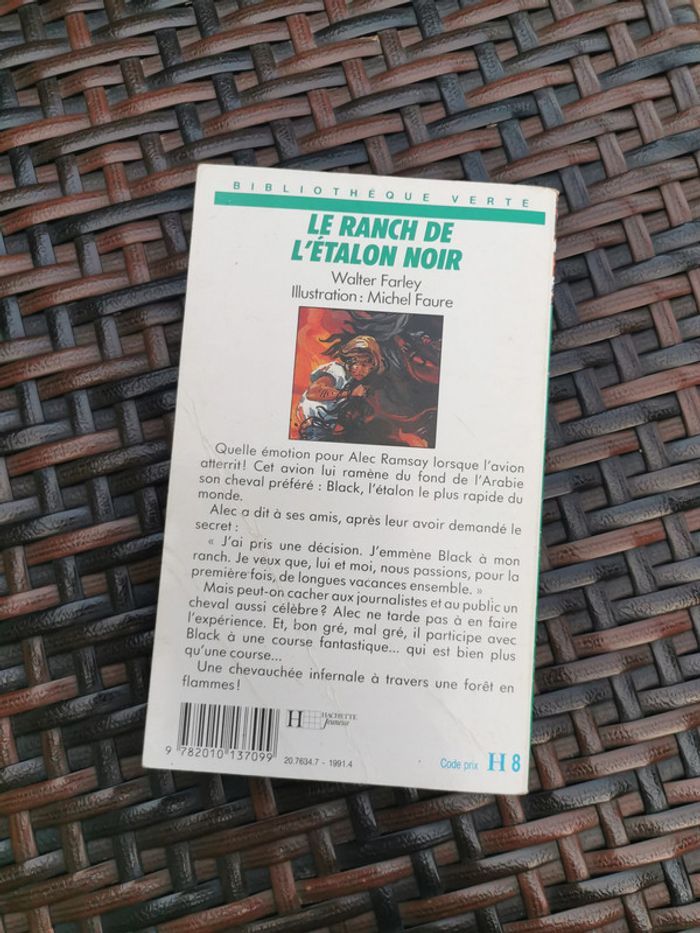 BIBLIOTHÈQUE VERTE
LE RANCH DE
L'ÉTALON NOIR
Walter Farley
Illustration : Michel Faure
Quelle émotion pour Alec Ramsay lorsque l'avion
atterrit ! Cet avion lui ramène du fond de l'Arabie
son cheval préféré : Black, l'étalon le plus rapide du
monde.
Alec a dit à ses amis, après leur avoir demandé le
secret :
« J'ai pris une décision. J'emmène Black à mon
ranch. Je veux que, lui et moi, nous passions, pour la
première fois, de longues vacances ensemble. »
Mais peut-on cacher aux journalistes et au public un
cheval aussi célèbre ? Alec ne tarde pas à en faire
l'expérience. Et, bon gré, mal gré, il participe avec
Black à une course fantastique... qui est bien plus
qu'une course...
Une chevauchée infernale à travers une forêt en
flammes !
H HACHETTE
Jeunesse
9 782010 137099
20.7634.7 - 1991.4
Code prix H 8